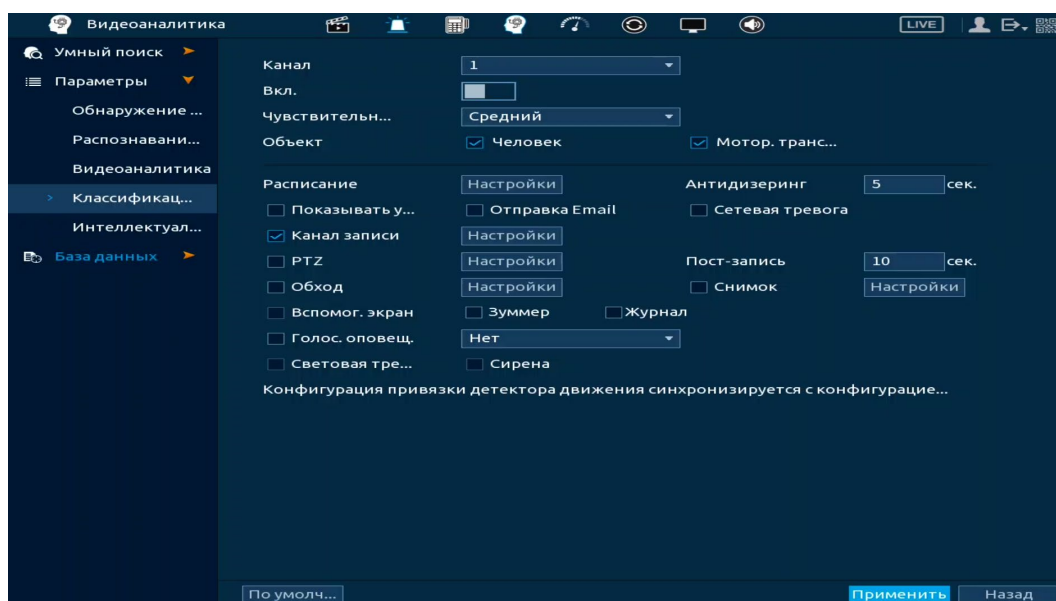 Видеоаналитика LIVE
Умный поиск
Параметры
Обнаружение ...
Распознавани...
Видеоаналитика
Классификац...
Интеллектуал...
База данных
Канал 1
Вкл.
Чувствительн... Средний
Объект Человек Мотор. транс...
Расписание Настройки Антидизеринг 5 сек.
Показывать у... Отправка Email Сетевая тревога
Канал записи Настройки
PTZ Настройки Пост-запись 10 сек.
Обход Настройки Снимок Настройки
Вспомог. экран Зуммер Журнал
Голос. оповещ. Нет
Световая тре... Сирена
Конфигурация привязки детектора движения синхронизируется с конфигурацие...
По умолч... Применить Назад